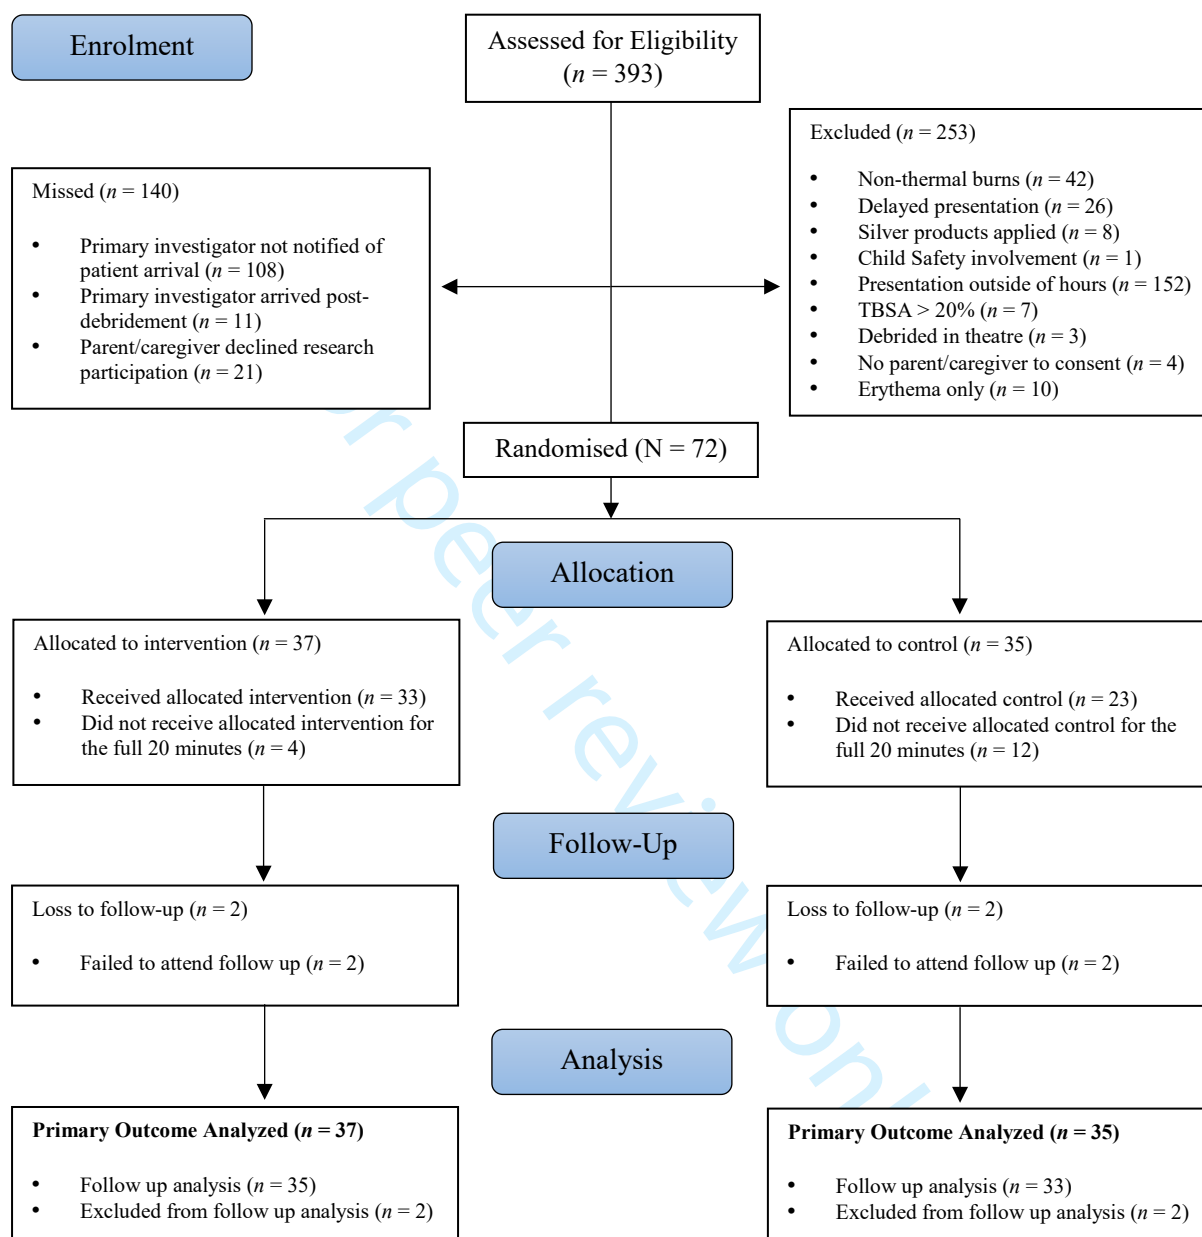 Enrolment
Assessed for Eligibility
(n = 393)
Excluded (n = 253)
• Non-thermal burns (n = 42)
• Delayed presentation (n = 26)
• Silver products applied (n = 8)
• Child Safety involvement (n = 1)
• Presentation outside of hours (n = 152)
• TBSA > 20% (n = 7)
• Debrided in theatre (n = 3)
• No parent/caregiver to consent (n = 4)
• Erythema only (n = 10)
Missed (n = 140)
• Primary investigator not notified of
patient arrival (n = 108)
• Primary investigator arrived post-
debridement (n = 11)
• Parent/caregiver declined research
participation (n = 21)
Randomised (N = 72)
Allocation
Allocated to intervention (n = 37)
• Received allocated intervention (n = 33)
• Did not receive allocated intervention for
the full 20 minutes (n = 4)
Allocated to control (n = 35)
• Received allocated control (n = 23)
• Did not receive allocated control for the
full 20 minutes (n = 12)
Follow-Up
Loss to follow-up (n = 2)
• Failed to attend follow up (n = 2)
Loss to follow-up (n = 2)
• Failed to attend follow up (n = 2)
Analysis
Primary Outcome Analyzed (n = 37)
• Follow up analysis (n = 35)
• Excluded from follow up analysis (n = 2)
Primary Outcome Analyzed (n = 35)
• Follow up analysis (n = 33)
• Excluded from follow up analysis (n = 2)
or peer review onl